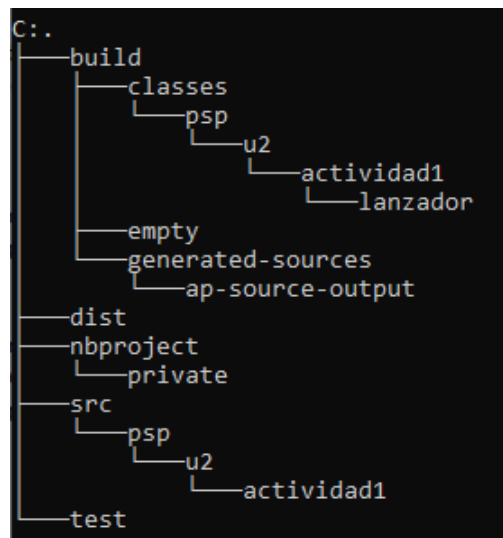 C:.
├───build
│   ├───classes
│   │   └───psp
│   │       └───u2
│   │           └───actividad1
│   │               └───lanzador
│   ├───empty
│   └───generated-sources
│       └───ap-source-output
├───dist
├───nbproject
│   └───private
├───src
│   └───psp
│       └───u2
│           └───actividad1
└───test